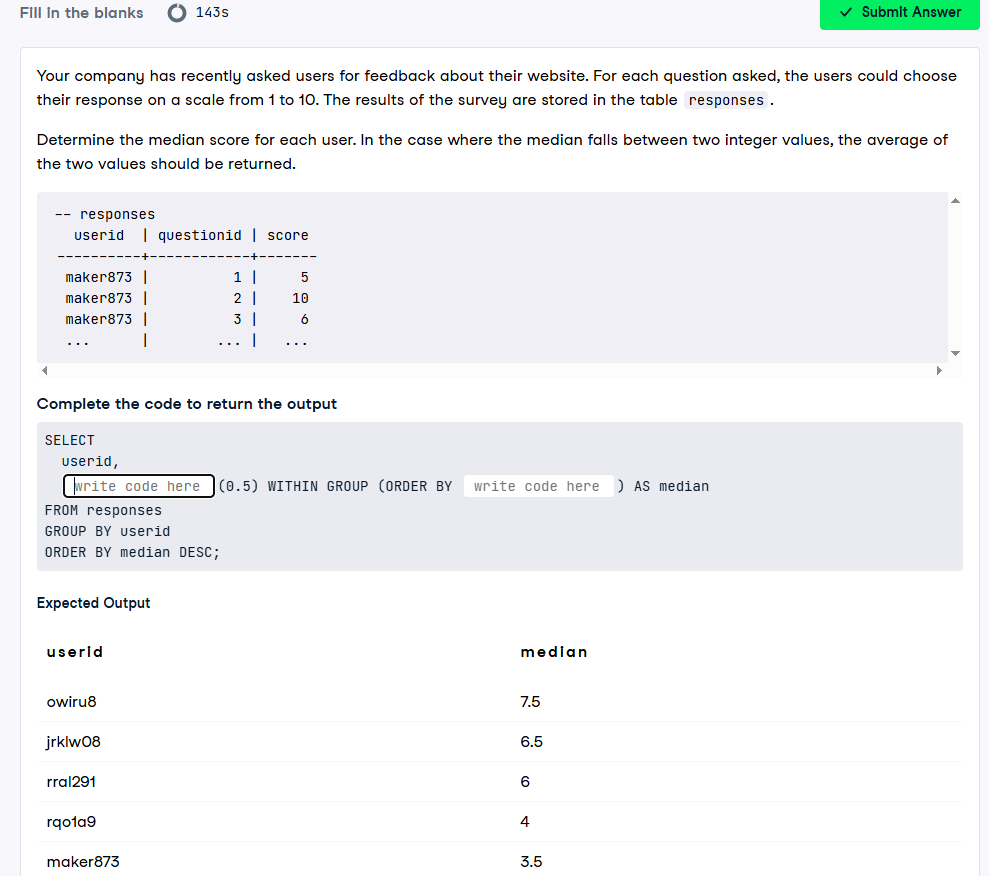 Fill in the blanks 143s Submit Answer
Your company has recently asked users for feedback about their website. For each question asked, the users could choose
their response on a scale from 1 to 10. The results of the survey are stored in the table responses.
Determine the median score for each user. In the case where the median falls between two integer values, the average of
the two values should be returned.
-- responses
userid | questionid | score
----------+------------+-------
maker873 | 1 | 5
maker873 | 2 | 10
maker873 | 3 | 6
... | ... | ...
Complete the code to return the output
SELECT
userid,
write code here (0.5) WITHIN GROUP (ORDER BY write code here ) AS median
FROM responses
GROUP BY userid
ORDER BY median DESC;
Expected Output
userid median
owiru8 7.5
jrklw08 6.5
rral291 6
rqo1a9 4
maker873 3.5